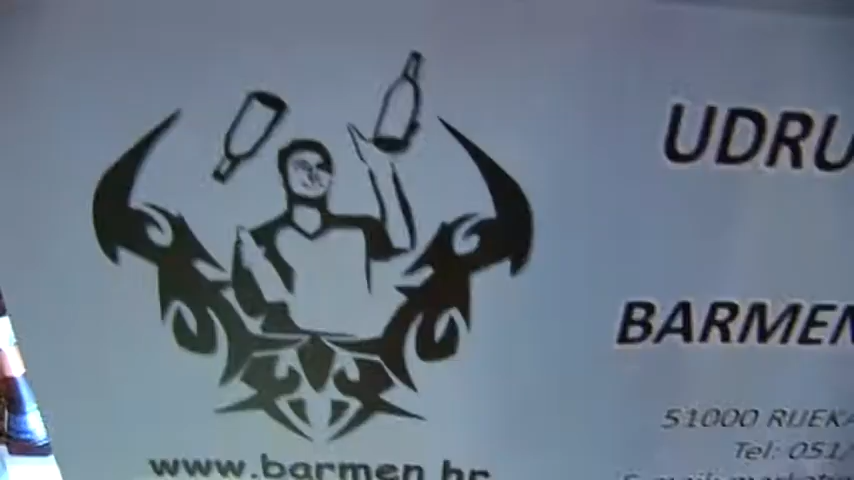 UDRU
BARMEN
51000 RIJEKA
Tel: 051/
www.barmen.hr